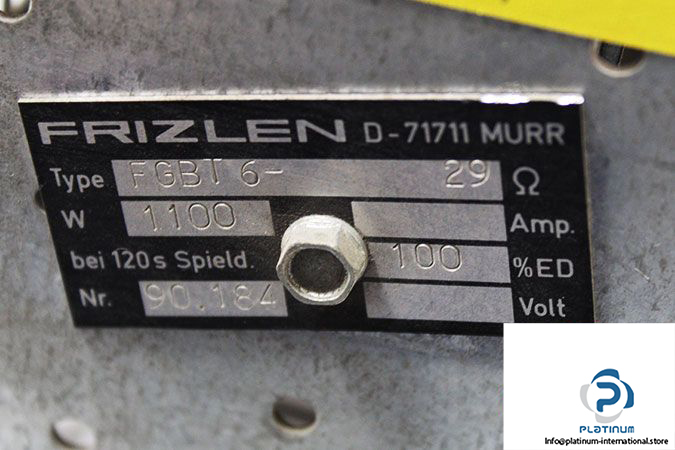 FRIZLEN D-71711 MURR
Type FGBT 6- 29 Ω
W 1100 Amp.
bei 120s Spield. 100 %ED
Nr. 90.184 Volt
PLATINUM
Info@platinum-international.store